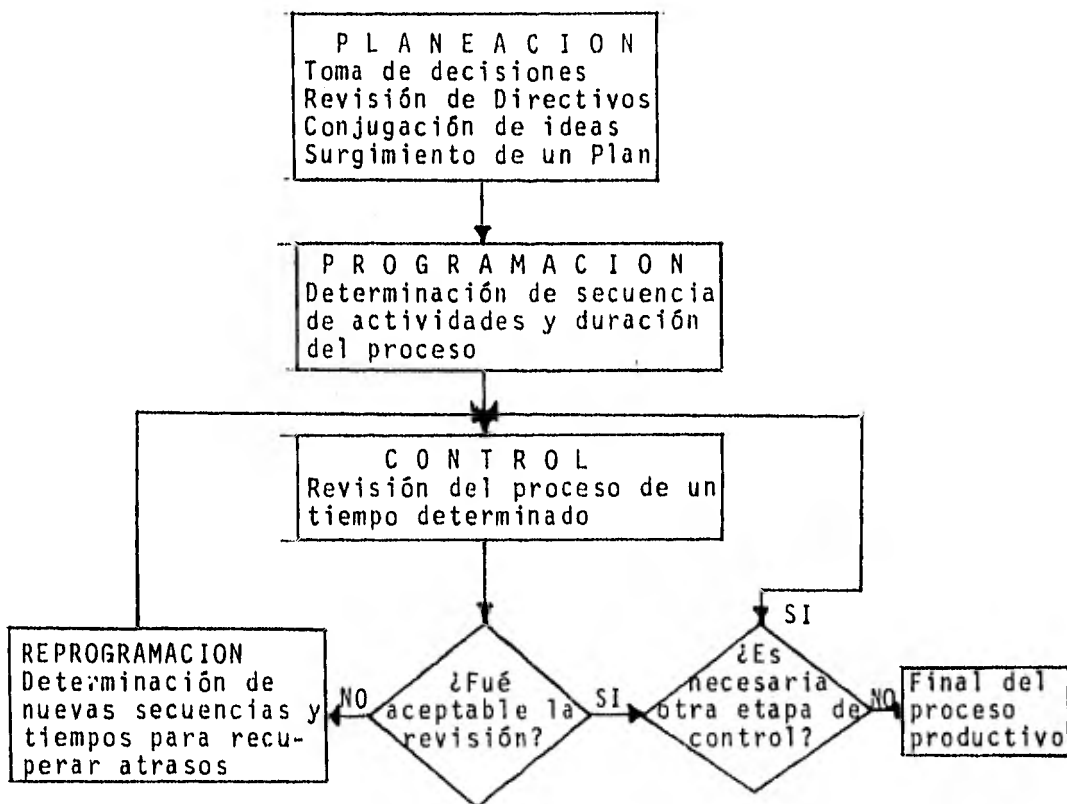 P L A N E A C I O N
Toma de decisiones
Revisión de Directivos
Conjugación de ideas
Surgimiento de un Plan
P R O G R A M A C I O N
Determinación de secuencia
de actividades y duración
del proceso
C O N T R O L
Revisión del proceso de un
tiempo determinado
SI
REPROGRAMACION
Determinación de
nuevas secuencias y
tiempos para recu-
perar atrasos
NO
¿Fué
aceptable la
revisión?
SI
¿Es
necesaria
otra etapa de
control?
NO
Final del
proceso
productivo